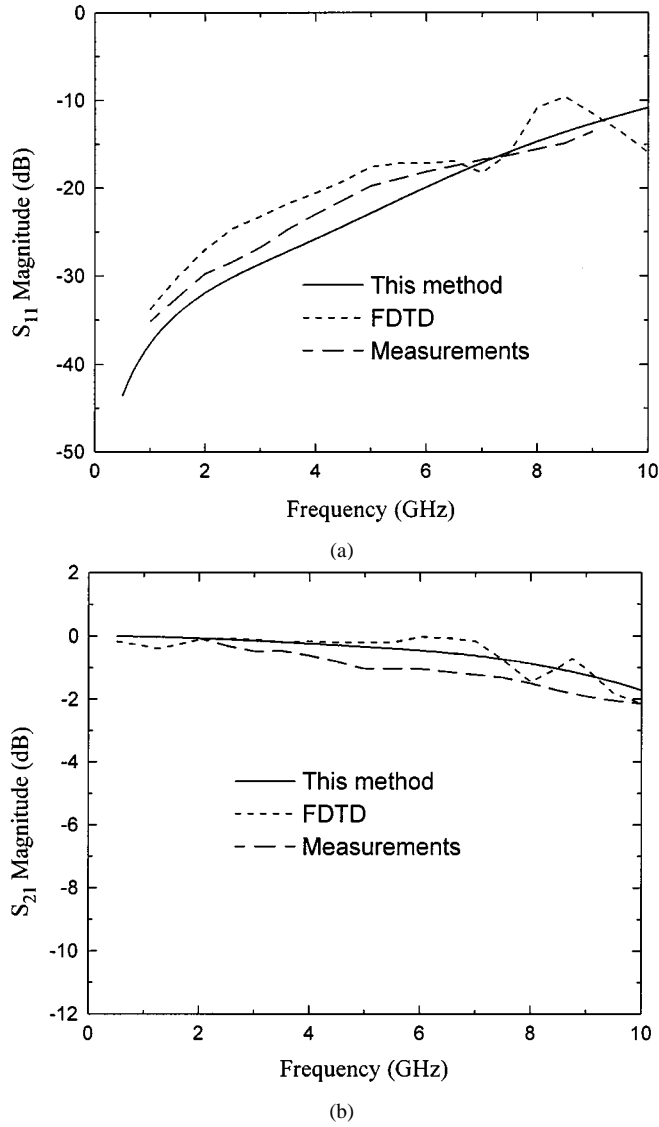 0
-10
-20
-30
-40
-50
S11 Magnitude (dB)
This method
FDTD
Measurements
0 2 4 6 8 10
Frequency (GHz)
(a)
2
0
-2
-4
-6
-8
-10
-12
S21 Magnitude (dB)
This method
FDTD
Measurements
0 2 4 6 8 10
Frequency (GHz)
(b)